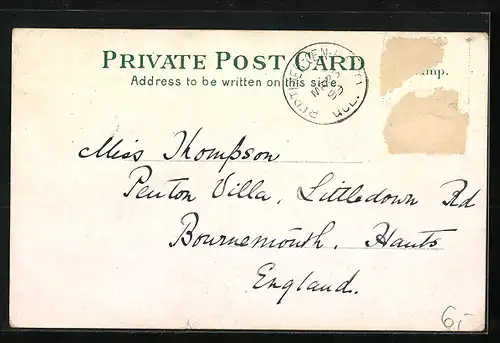 PRIVATE POST CARD
Address to be written on this side.
Miss Thompson
Penton Villa, Littledown Rd
Bournemouth. Hants
England.
6,-